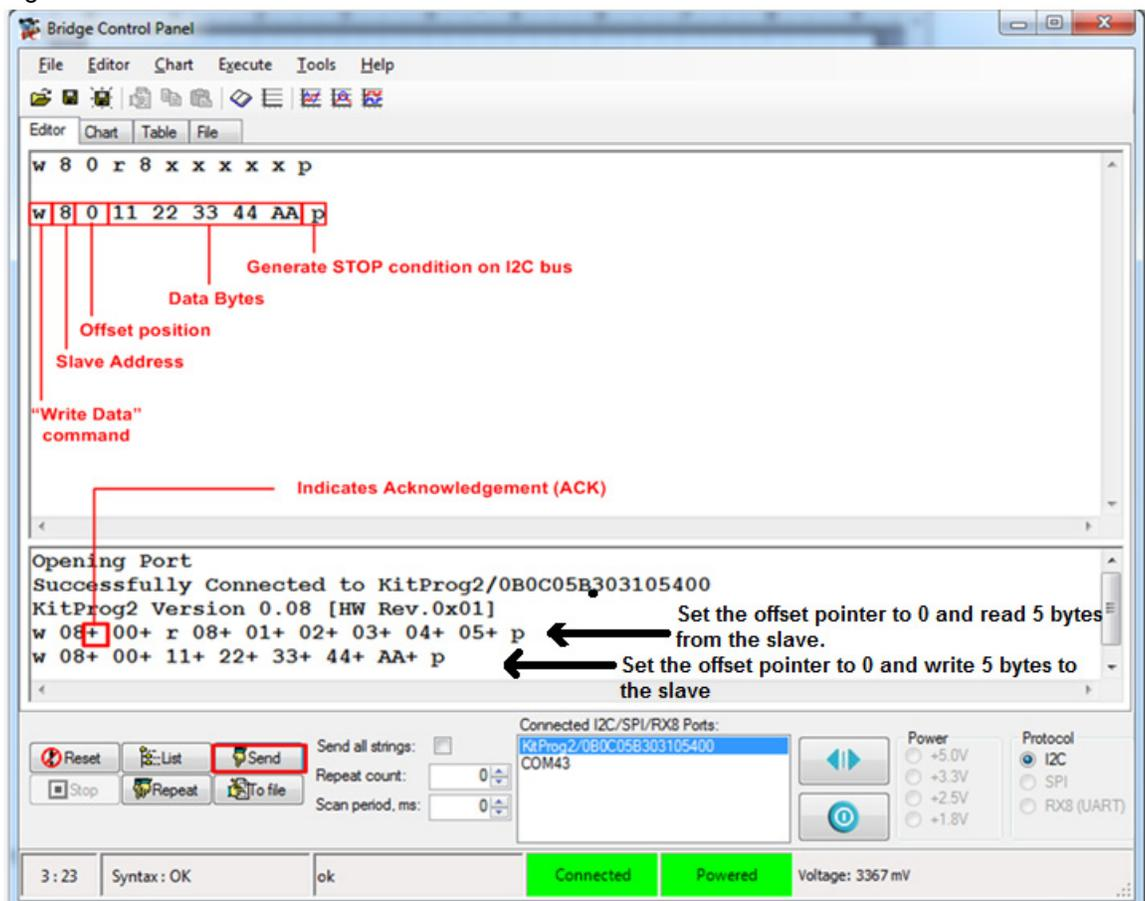 Bridge Control Panel
File Editor Chart Execute Tools Help
Editor Chart Table File
w 8 0 r 8 x x x x x p
w 8 0 11 22 33 44 AA p
Generate STOP condition on I2C bus
Data Bytes
Offset position
Slave Address
“Write Data”
command
Indicates Acknowledgement (ACK)
Opening Port
Successfully Connected to KitProg2/0B0C05B303105400
KitProg2 Version 0.08 [HW Rev.0x01]
w 08+ 00+ r 08+ 01+ 02+ 03+ 04+ 05+ p
Set the offset pointer to 0 and read 5 bytes
from the slave.
w 08+ 00+ 11+ 22+ 33+ 44+ AA+ p
Set the offset pointer to 0 and write 5 bytes to
the slave
Reset List Send
Stop Repeat To file
Send all strings:
Repeat count: 0
Scan period, ms: 0
Connected I2C/SPI/RX8 Ports:
KitProg2/0B0C05B303105400
COM43
Power
+5.0V
+3.3V
+2.5V
+1.8V
Protocol
I2C
SPI
RX8 (UART)
3 : 23 Syntax : OK ok Connected Powered Voltage: 3367 mV